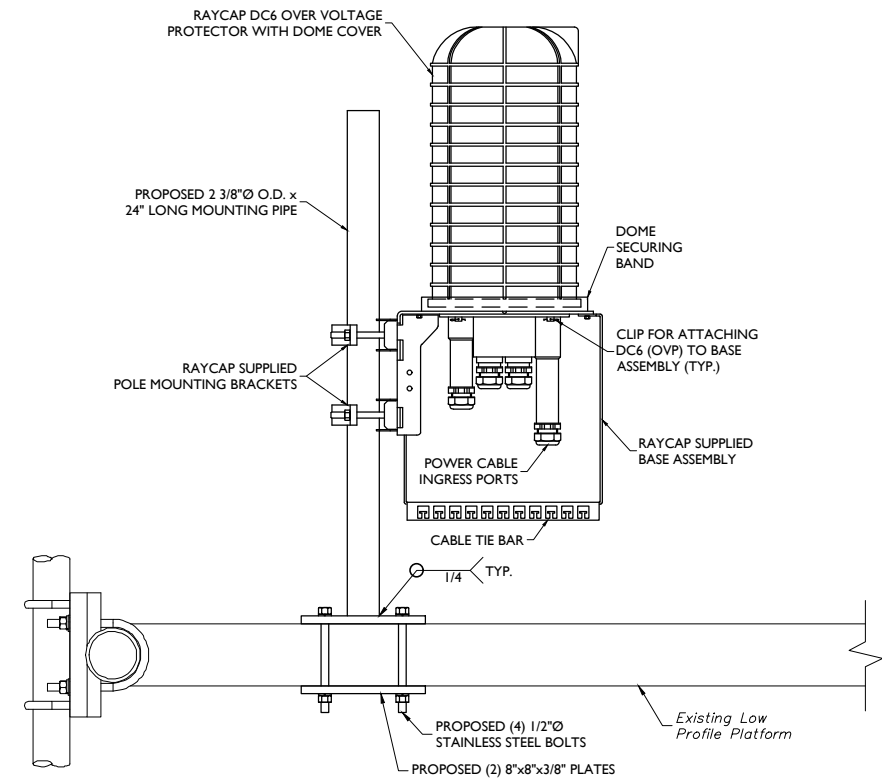 RAYCAP DC6 OVER VOLTAGE
PROTECTOR WITH DOME COVER
PROPOSED 2 3/8"Ø O.D. x
24" LONG MOUNTING PIPE
DOME
SECURING
BAND
CLIP FOR ATTACHING
DC6 (OVP) TO BASE
ASSEMBLY (TYP.)
RAYCAP SUPPLIED
POLE MOUNTING BRACKETS
RAYCAP SUPPLIED
BASE ASSEMBLY
POWER CABLE
INGRESS PORTS
CABLE TIE BAR
1/4
TYP.
Existing Low
Profile Platform
PROPOSED (4) 1/2"Ø
STAINLESS STEEL BOLTS
PROPOSED (2) 8"x8"x3/8" PLATES